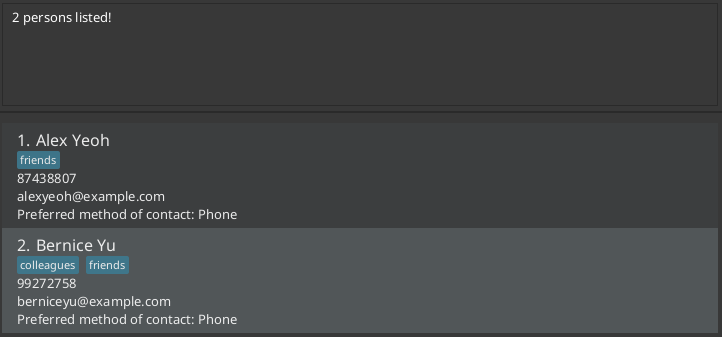 2 persons listed!
1. Alex Yeoh
friends
87438807
alexyeoh@example.com
Preferred method of contact: Phone
2. Bernice Yu
colleagues friends
99272758
berniceyu@example.com
Preferred method of contact: Phone